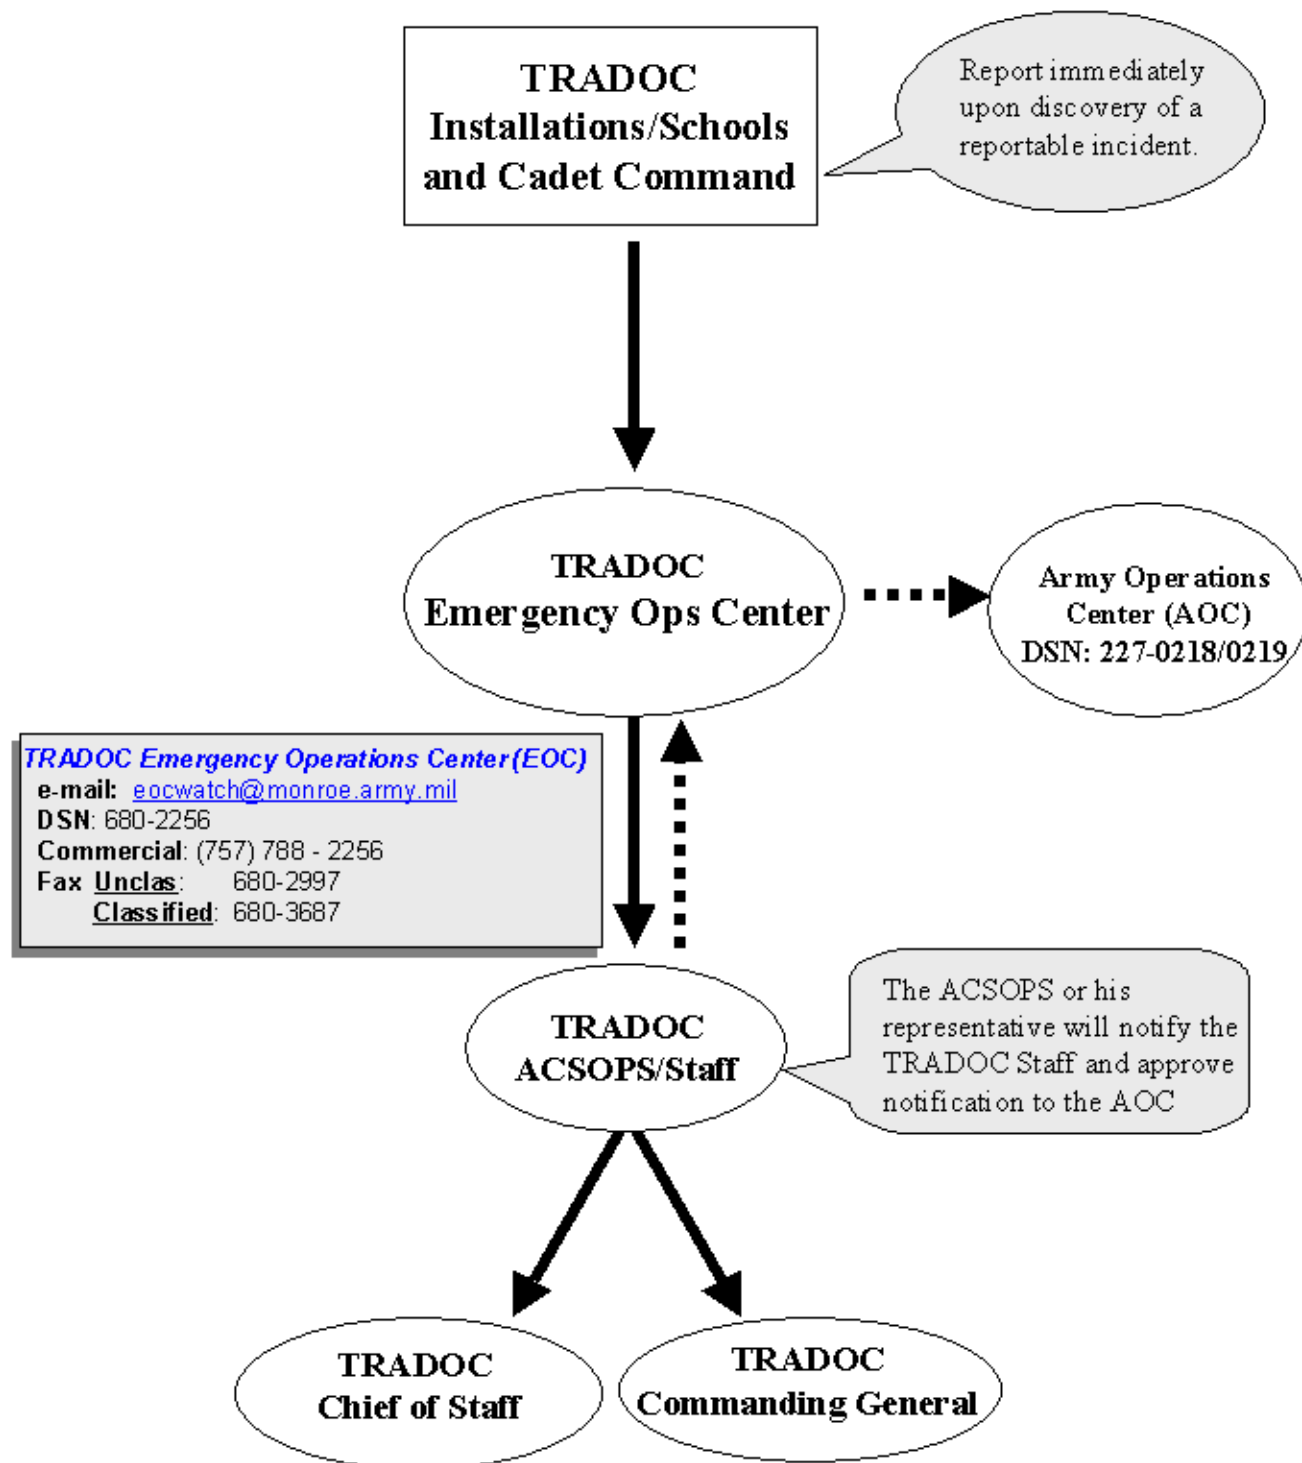 TRADOC
Installations/Schools
and Cadet Command
Report immediately
upon discovery of a
reportable incident.
TRADOC
Emergency Ops Center
Army Operations
Center (AOC)
DSN: 227-0218/0219
TRADOC Emergency Operations Center (EOC)
e-mail: eocwatch@monroe.army.mil
DSN: 680-2256
Commercial: (757) 788 - 2256
Fax Unclas: 680-2997
Classified: 680-3687
TRADOC
ACSOPS/Staff
The ACSOPS or his
representative will notify the
TRADOC Staff and approve
notification to the AOC
TRADOC
Chief of Staff
TRADOC
Commanding General